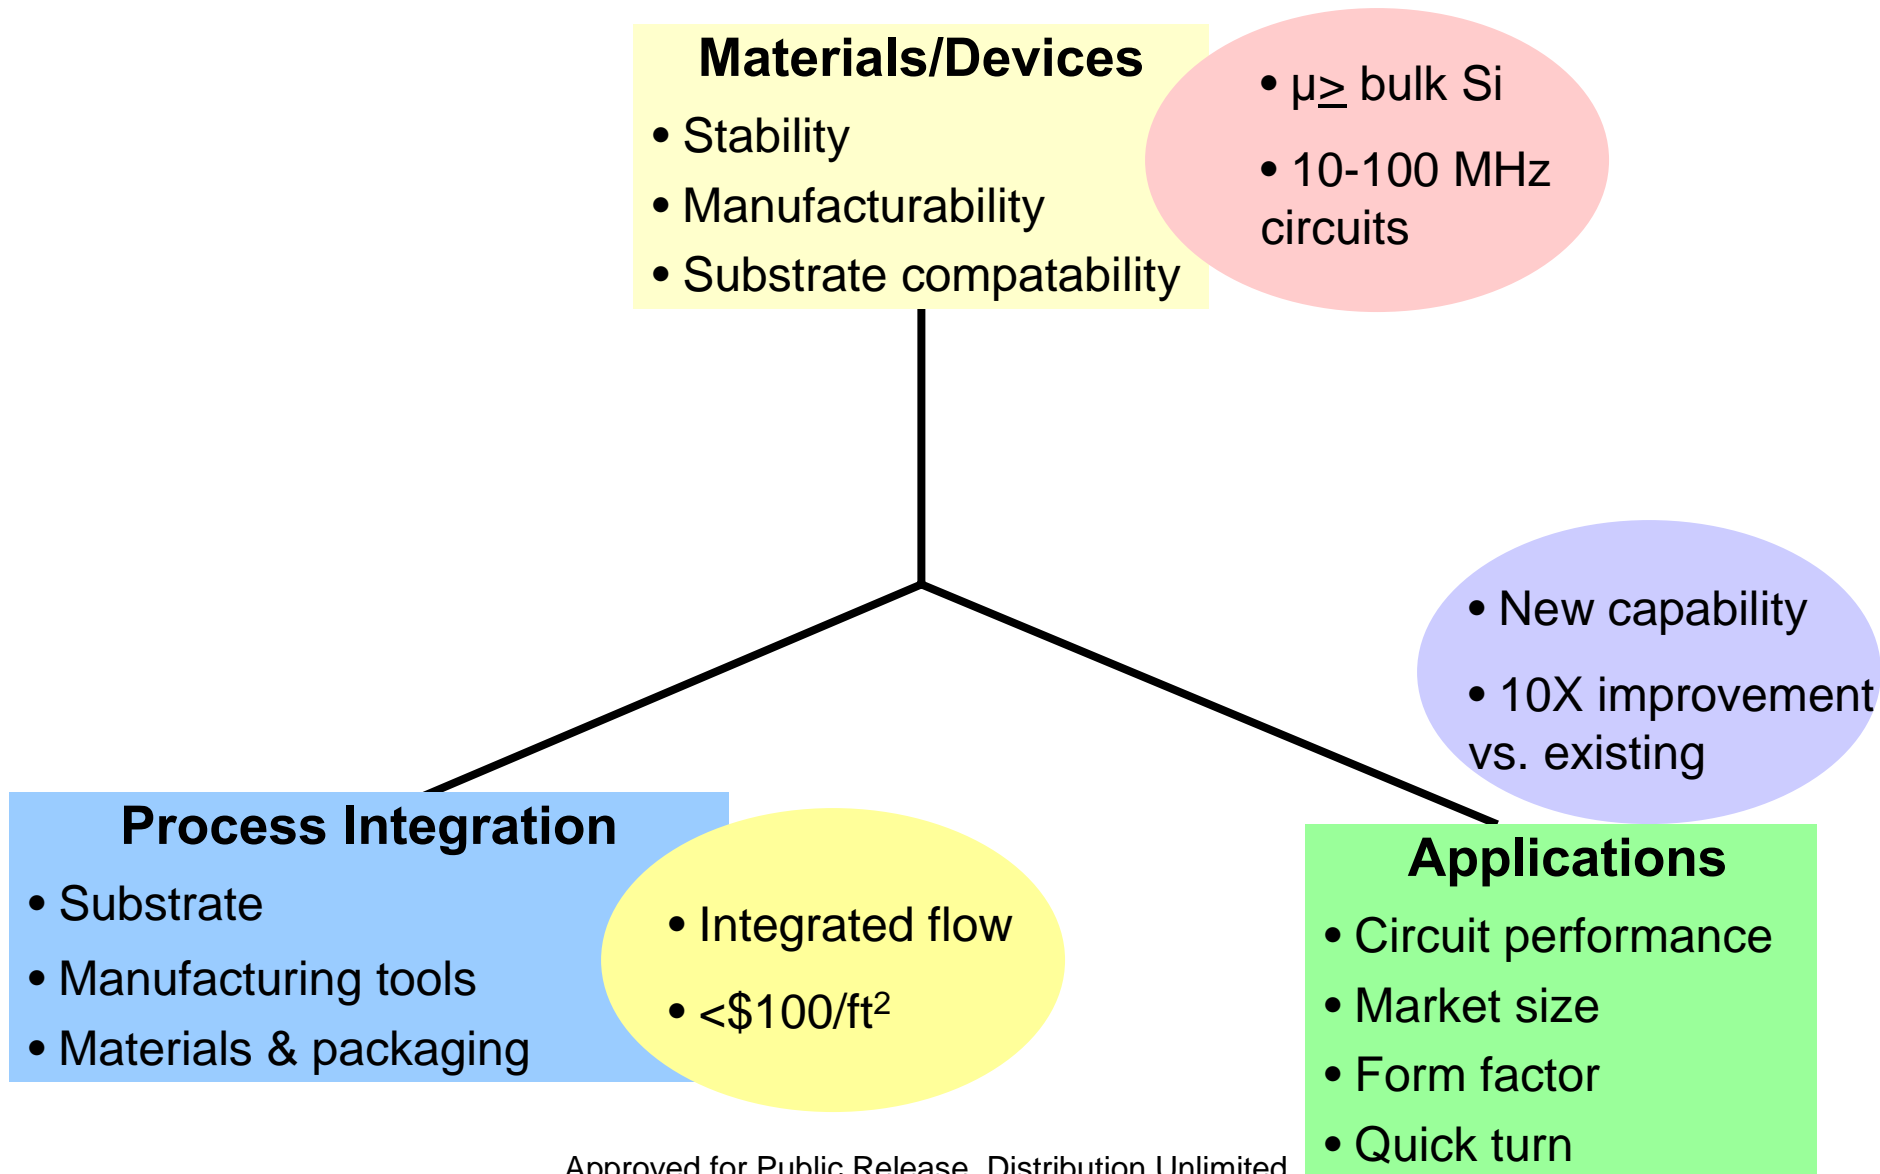 Materials/Devices
• Stability
• Manufacturability
• Substrate compatability
• µ≥ bulk Si
• 10-100 MHz
circuits
• New capability
• 10X improvement
vs. existing
Process Integration
• Substrate
• Manufacturing tools
• Materials & packaging
• Integrated flow
• <$100/ft²
Applications
• Circuit performance
• Market size
• Form factor
• Quick turn
Approved for Public Release, Distribution Unlimited